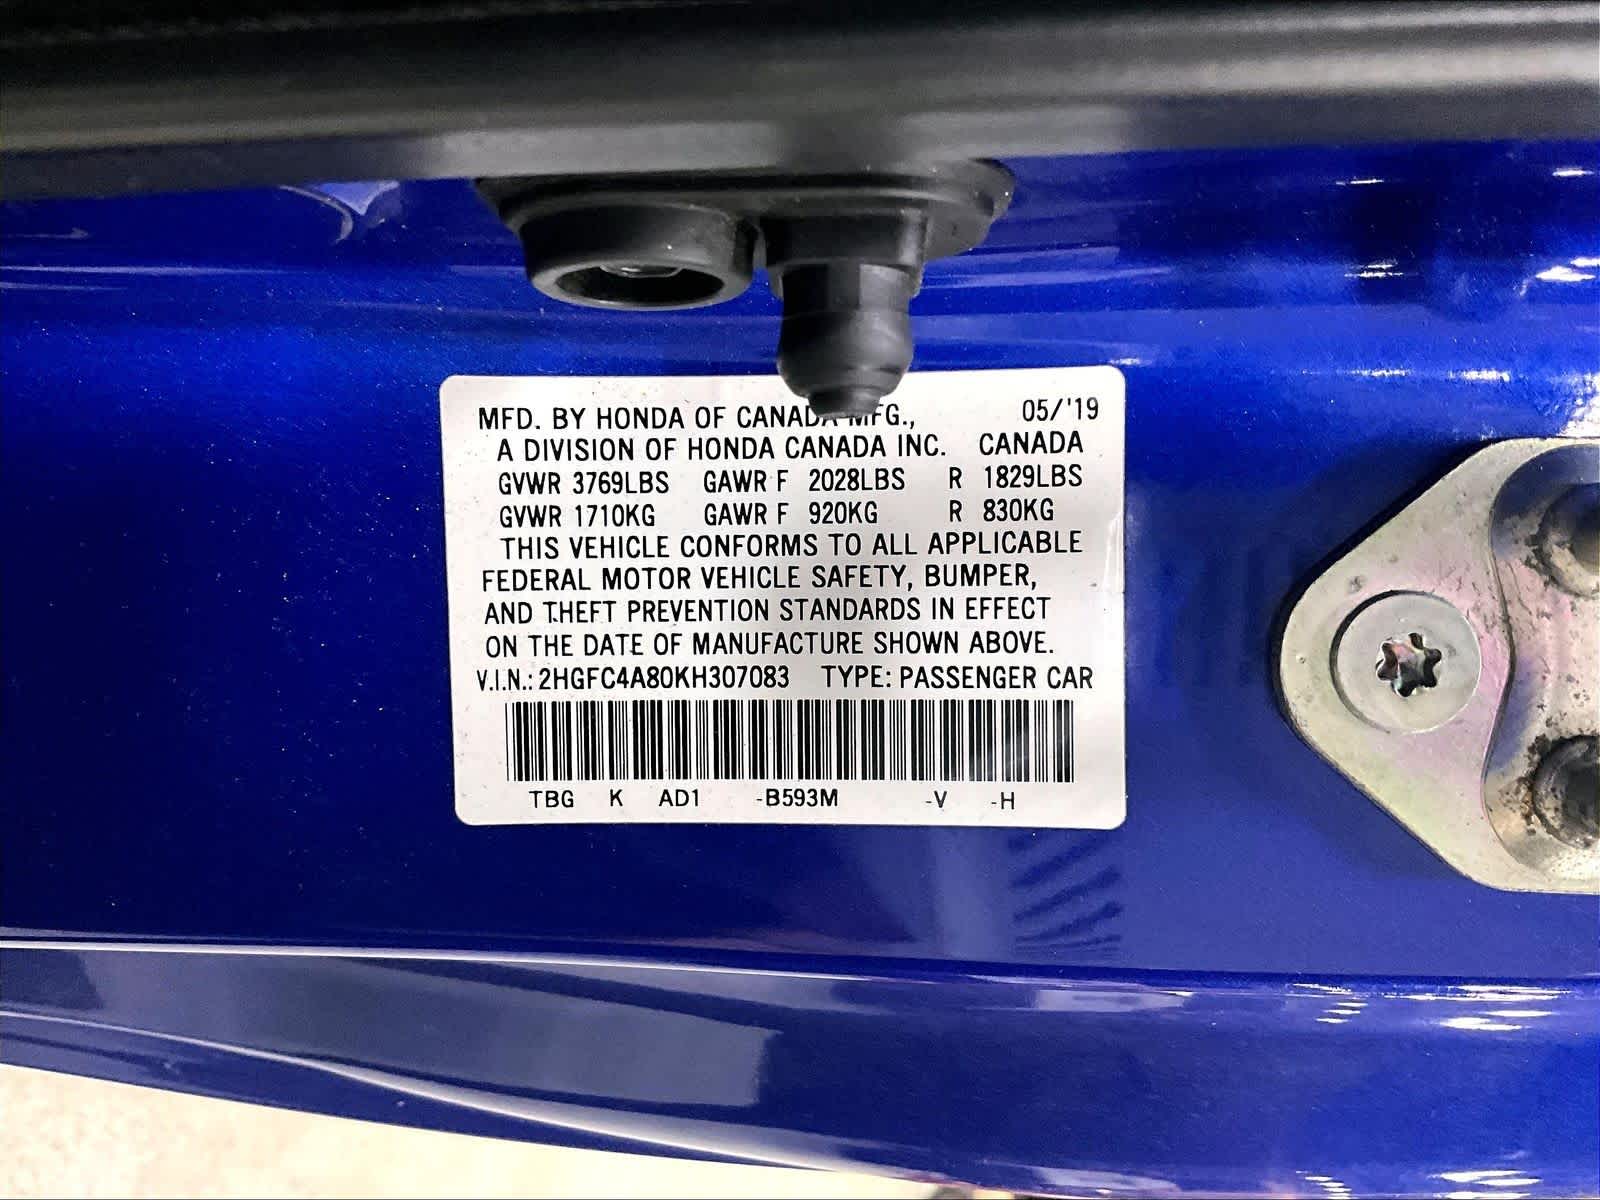 MFD. BY HONDA OF CANADA MFG., 05/'19
A DIVISION OF HONDA CANADA INC. CANADA
GVWR 3769LBS GAWR F 2028LBS R 1829LBS
GVWR 1710KG GAWR F 920KG R 830KG
THIS VEHICLE CONFORMS TO ALL APPLICABLE
FEDERAL MOTOR VEHICLE SAFETY, BUMPER,
AND THEFT PREVENTION STANDARDS IN EFFECT
ON THE DATE OF MANUFACTURE SHOWN ABOVE.
V.I.N.: 2HGFC4A80KH307083 TYPE: PASSENGER CAR
TBG K AD1 -B593M -V -H